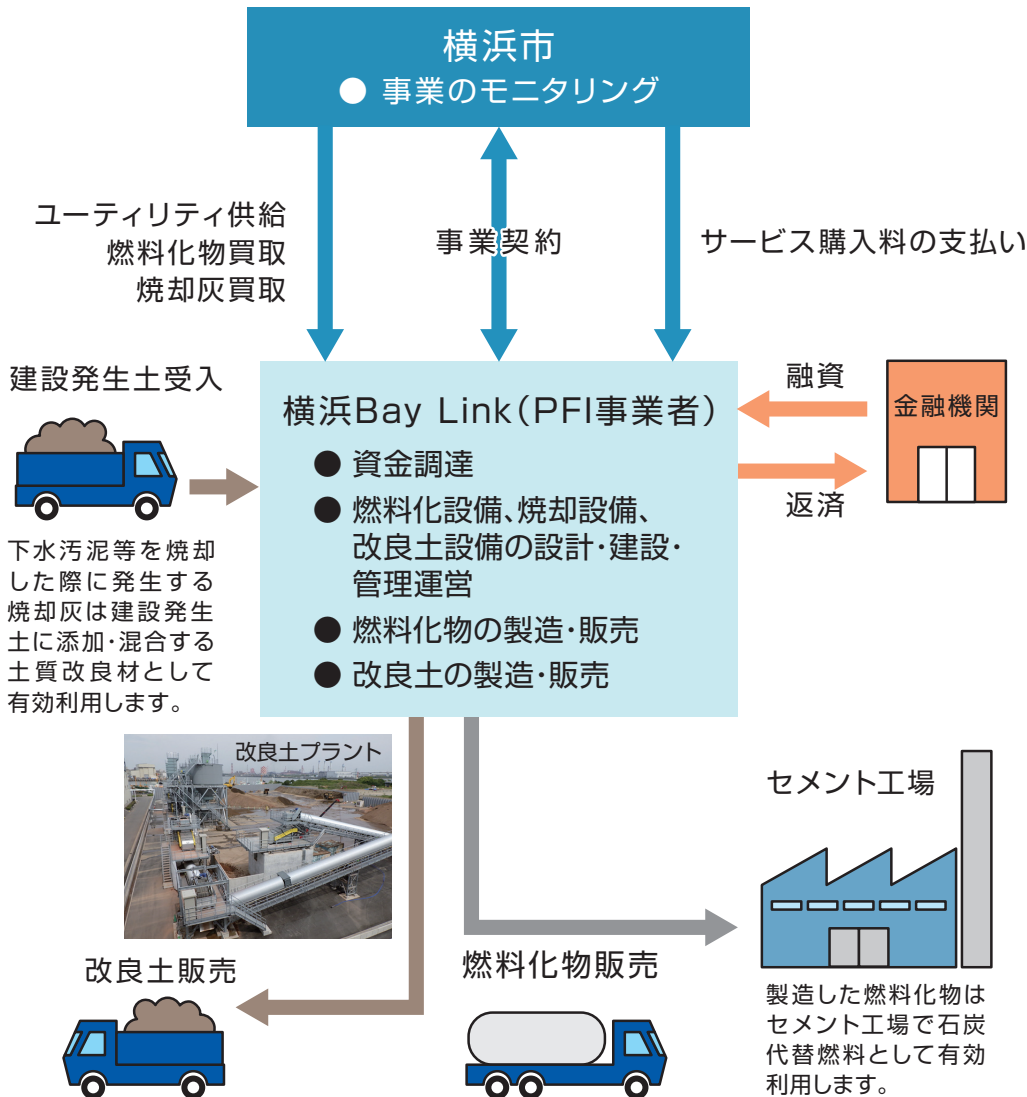 横浜市
● 事業のモニタリング
ユーティリティ供給
燃料化物買取
焼却灰買取
事業契約
サービス購入料の支払い
建設発生土受入
下水汚泥等を焼却
した際に発生する
焼却灰は建設発生
土に添加・混合する
土質改良材として
有効利用します。
横浜Bay Link(PFI事業者)
● 資金調達
● 燃料化設備、焼却設備、
改良土設備の設計・建設・
管理運営
● 燃料化物の製造・販売
● 改良土の製造・販売
融資
金融機関
返済
改良土プラント
セメント工場
改良土販売
燃料化物販売
製造した燃料化物は
セメント工場で石炭
代替燃料として有効
利用します。